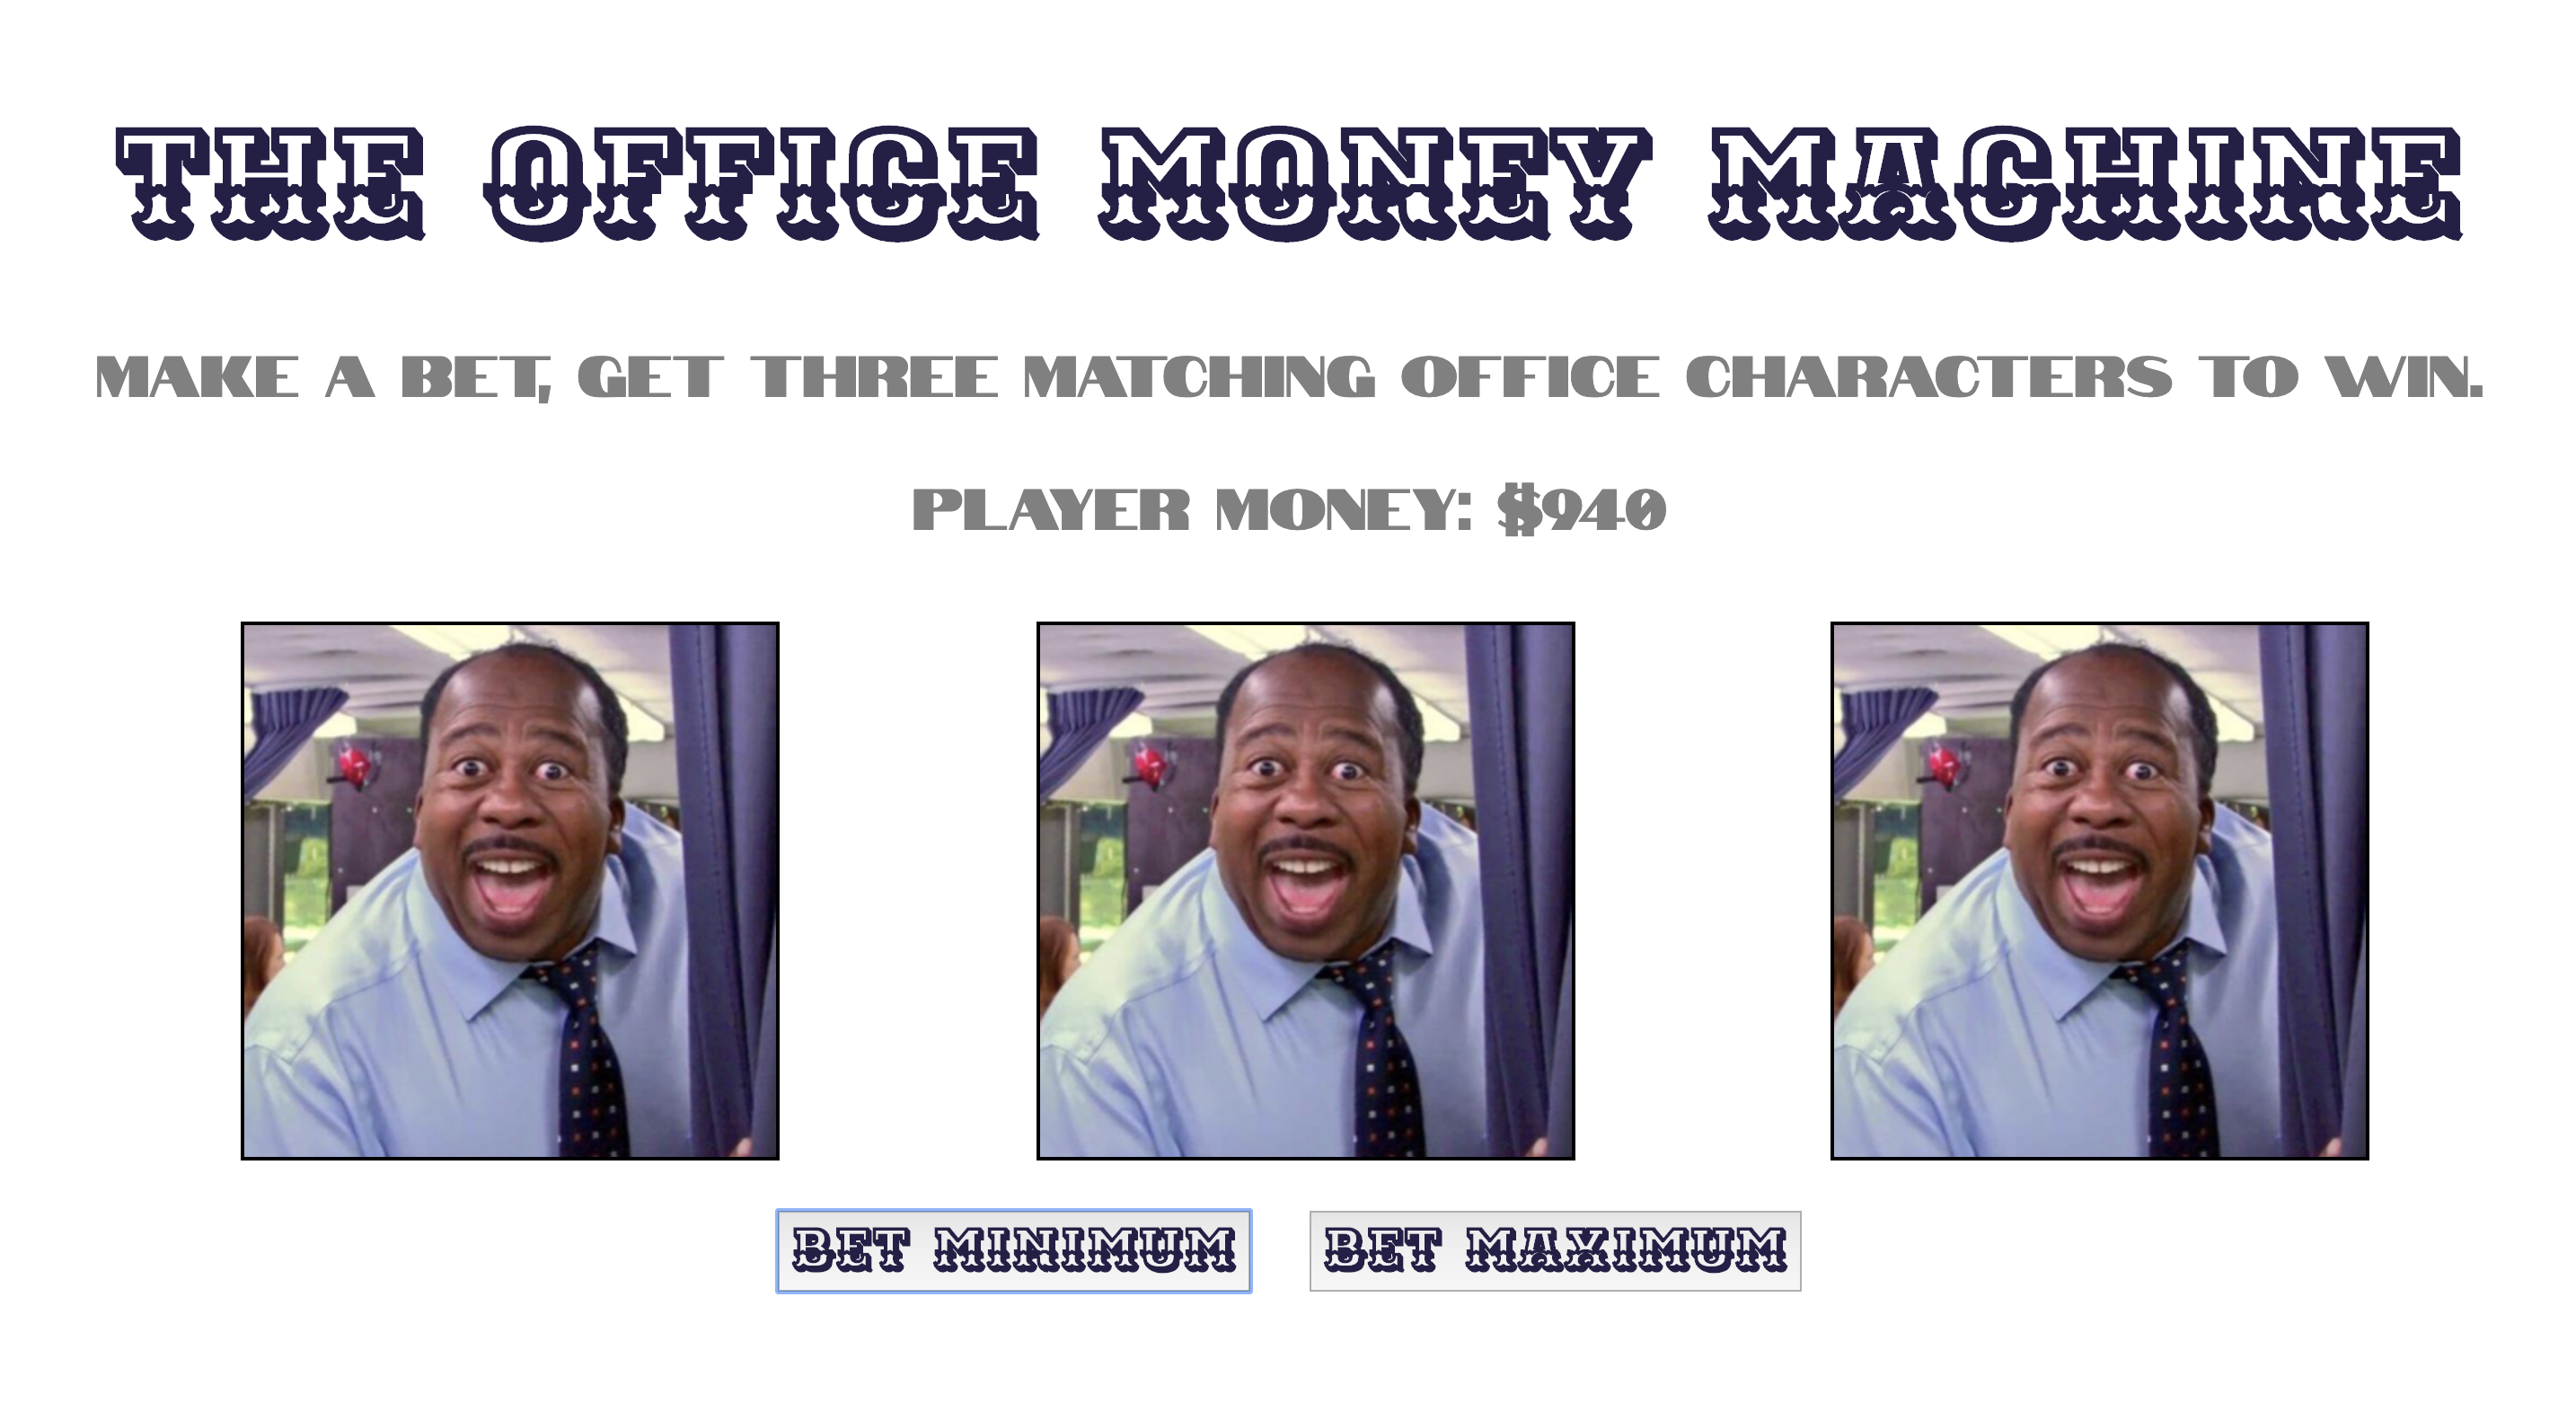 THE OFFICE MONEY MACHINE
MAKE A BET, GET THREE MATCHING OFFICE CHARACTERS TO WIN.
PLAYER MONEY: $940
BET MINIMUM
BET MAXIMUM